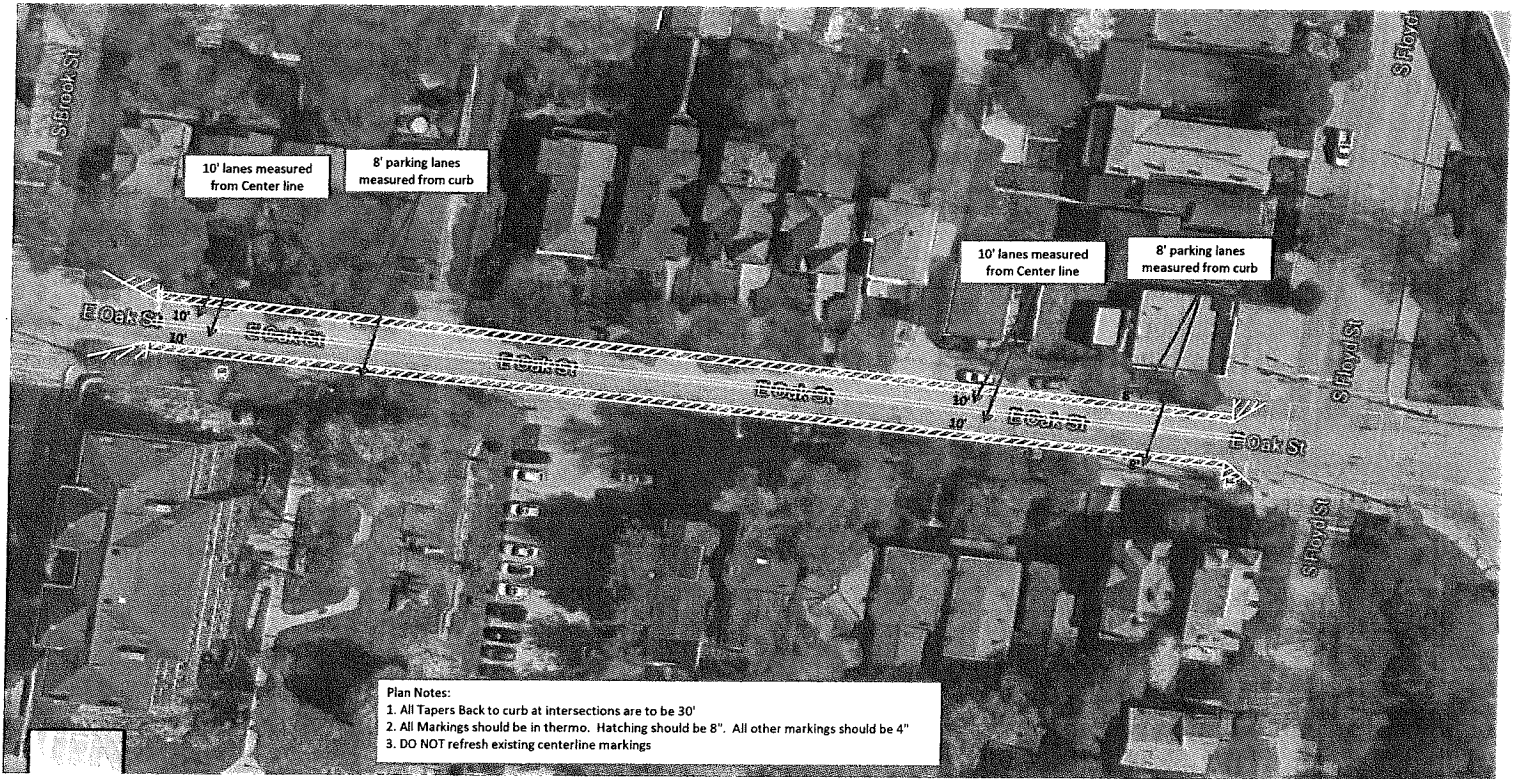 S Floyd
S Brook St
10' lanes measured
from Center line
8' parking lanes
measured from curb
10' lanes measured
from Center line
8' parking lanes
measured from curb
E Oak St
10'
10'
E Oak St
E Oak St
E Oak St
10'
10'
E Oak St
E Oak St
S Floyd St
S Floyd St
Plan Notes:
1. All Tapers Back to curb at intersections are to be 30'
2. All Markings should be in thermo. Hatching should be 8". All other markings should be 4"
3. DO NOT refresh existing centerline markings